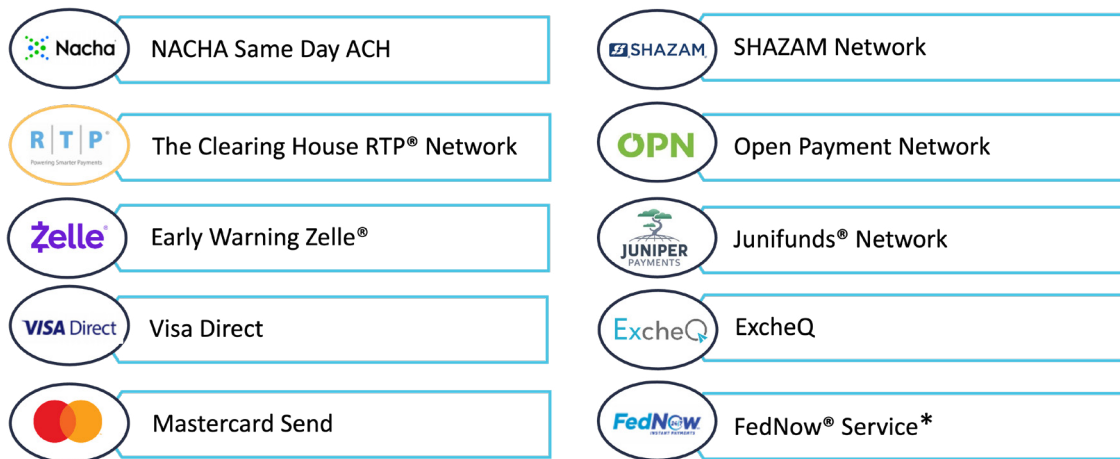 Nacha
NACHA Same Day ACH
R|T|P®
Powering Smarter Payments
The Clearing House RTP® Network
Zelle®
Early Warning Zelle®
VISA Direct
Visa Direct
Mastercard Send
SHAZAM
SHAZAM Network
OPN
Open Payment Network
JUNIPER
PAYMENTS
Junifunds® Network
ExcheQ
ExcheQ
FedNow
24/7
INSTANT PAYMENTS
FedNow® Service*